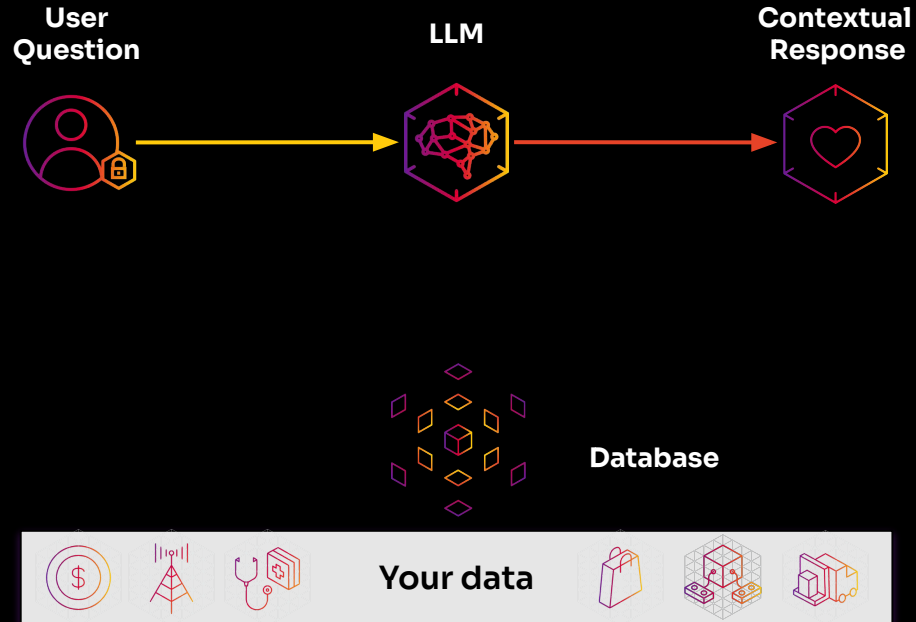 User
Question
LLM
Contextual
Response
Database
$
Your data